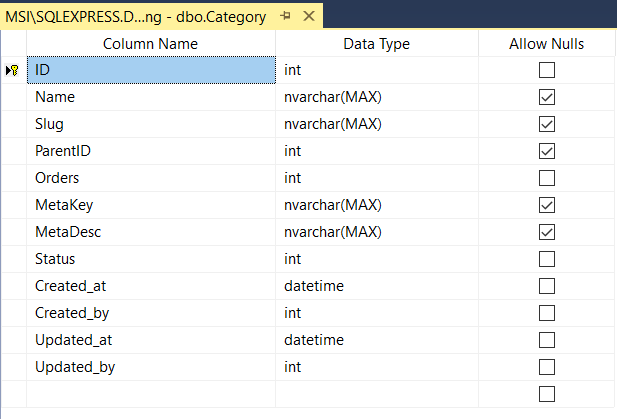 MSI\SQLEXPRESS.D...ng - dbo.Category
Column Name Data Type Allow Nulls
ID int
Name nvarchar(MAX)
Slug nvarchar(MAX)
ParentID int
Orders int
MetaKey nvarchar(MAX)
MetaDesc nvarchar(MAX)
Status int
Created_at datetime
Created_by int
Updated_at datetime
Updated_by int